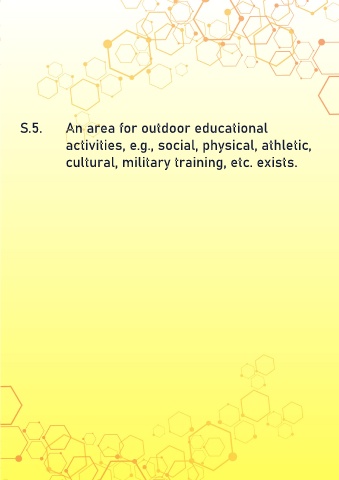 S.5. An area for outdoor educational
activities, e.g., social, physical, athletic,
cultural, military training, etc. exists.